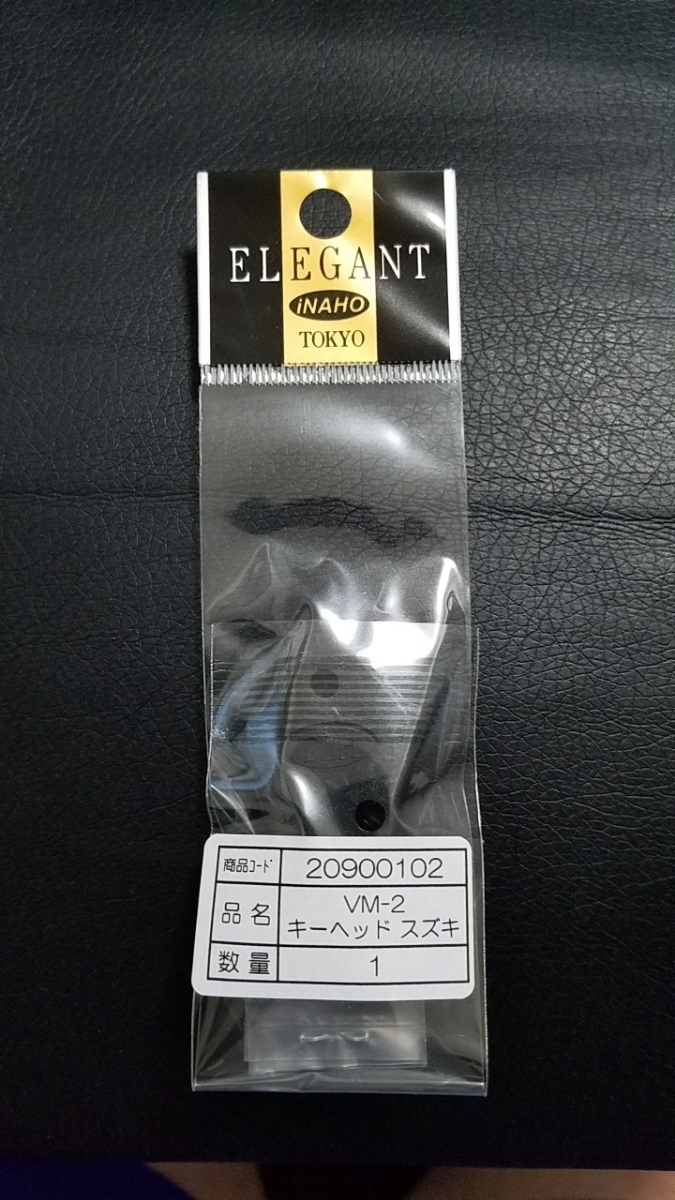 ELEGANT
iNAHO
TOKYO
商品ｺｰﾄﾞ 20900102
品名 VM-2
キーヘッド スズキ
数量 1